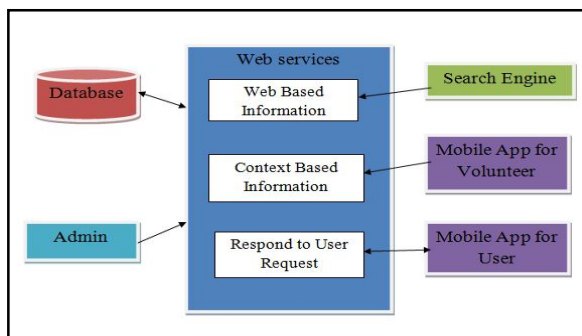 Web services
Database
Web Based
Information
Search Engine
Context Based
Information
Mobile App for
Volunteer
Admin
Respond to User
Request
Mobile App for
User